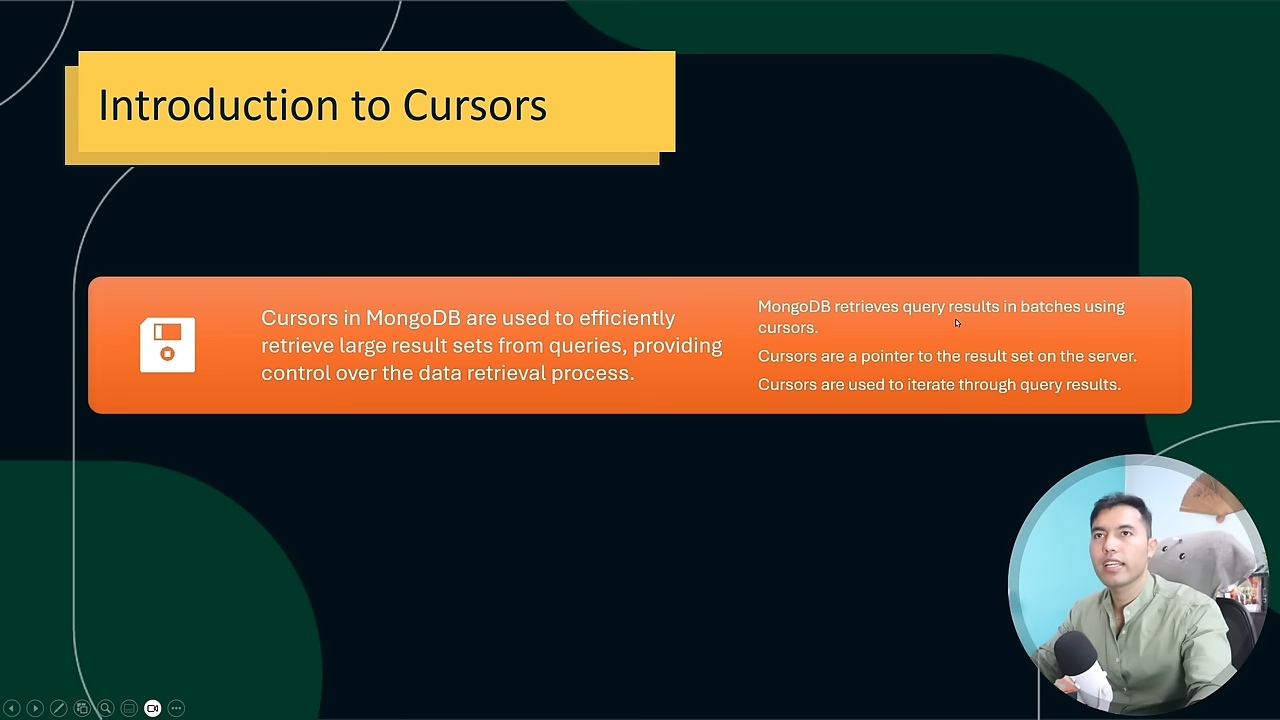 Introduction to Cursors
Cursors in MongoDB are used to efficiently
retrieve large result sets from queries, providing
control over the data retrieval process.
MongoDB retrieves query results in batches using
cursors.
Cursors are a pointer to the result set on the server.
Cursors are used to iterate through query results.